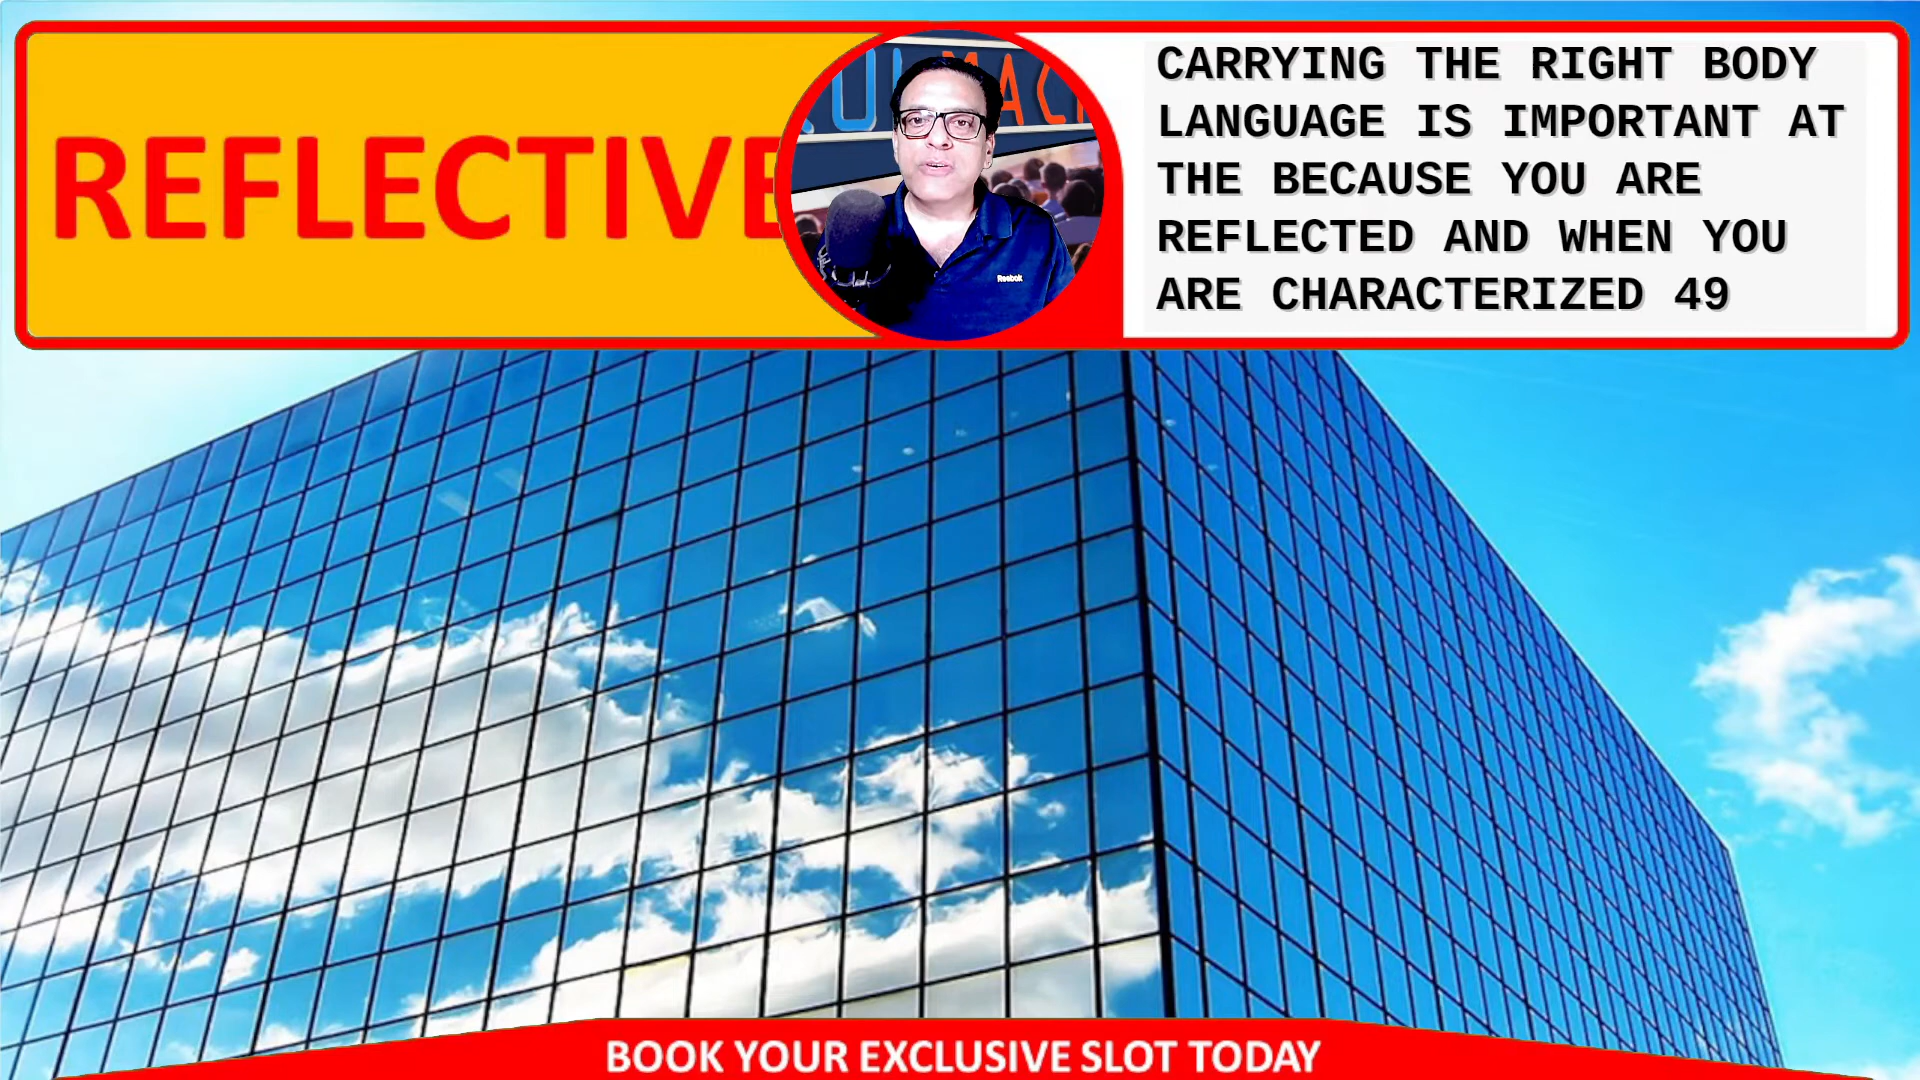 REFLECTIVE
CARRYING THE RIGHT BODY
LANGUAGE IS IMPORTANT AT
THE BECAUSE YOU ARE
REFLECTED AND WHEN YOU
ARE CHARACTERIZED 49
Reebok
BOOK YOUR EXCLUSIVE SLOT TODAY